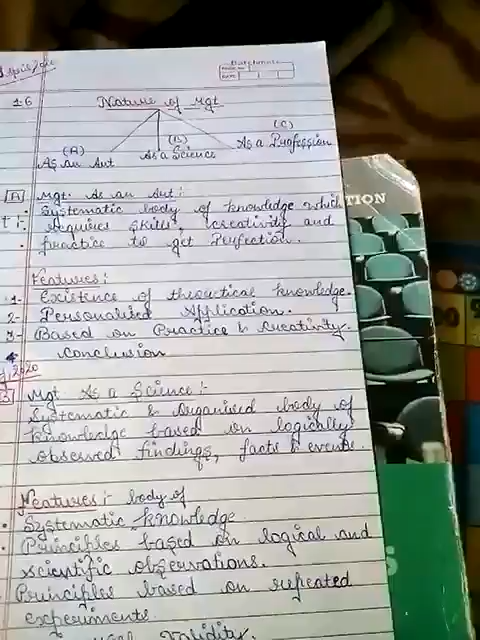 1.6 Nature of Mgt
(A) (B) (C)
As an Art As a Science As a Profession
A Mgt. As an Art :
Systematic body of knowledge which
requires skills, creativity and
practice to get Perfection.
Features :
1- Existence of theoretical knowledge.
2- Personalised Application.
3- Based on Practice & Creativity.
4 Conclusion
2020
Mgt As a Science :-
Systematic & organised body of
knowledge based on logically
observed findings, facts & events.
Features :- body of
Systematic knowledge
Principles based on logical and
scientific observations.
Principles based on repeated
experiments.
Validity.
TION